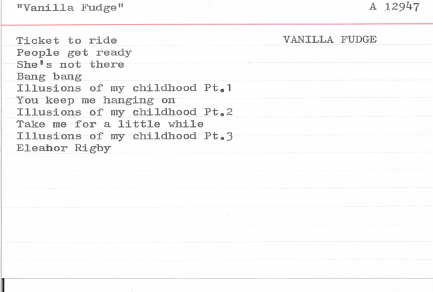 "Vanilla Fudge" A 12947
Ticket to ride VANILLA FUDGE
People get ready
She's not there
Bang bang
Illusions of my childhood Pt.1
You keep me hanging on
Illusions of my childhood Pt.2
Take me for a little while
Illusions of my childhood Pt.3
Eleanor Rigby